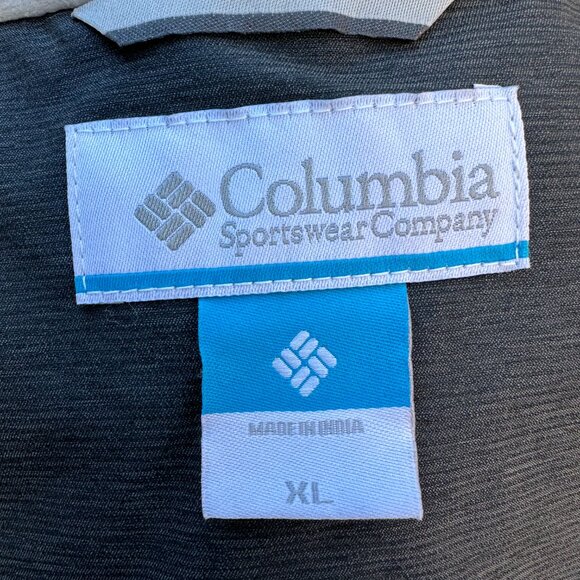 Columbia
Sportswear Company
MADE IN INDIA
XL